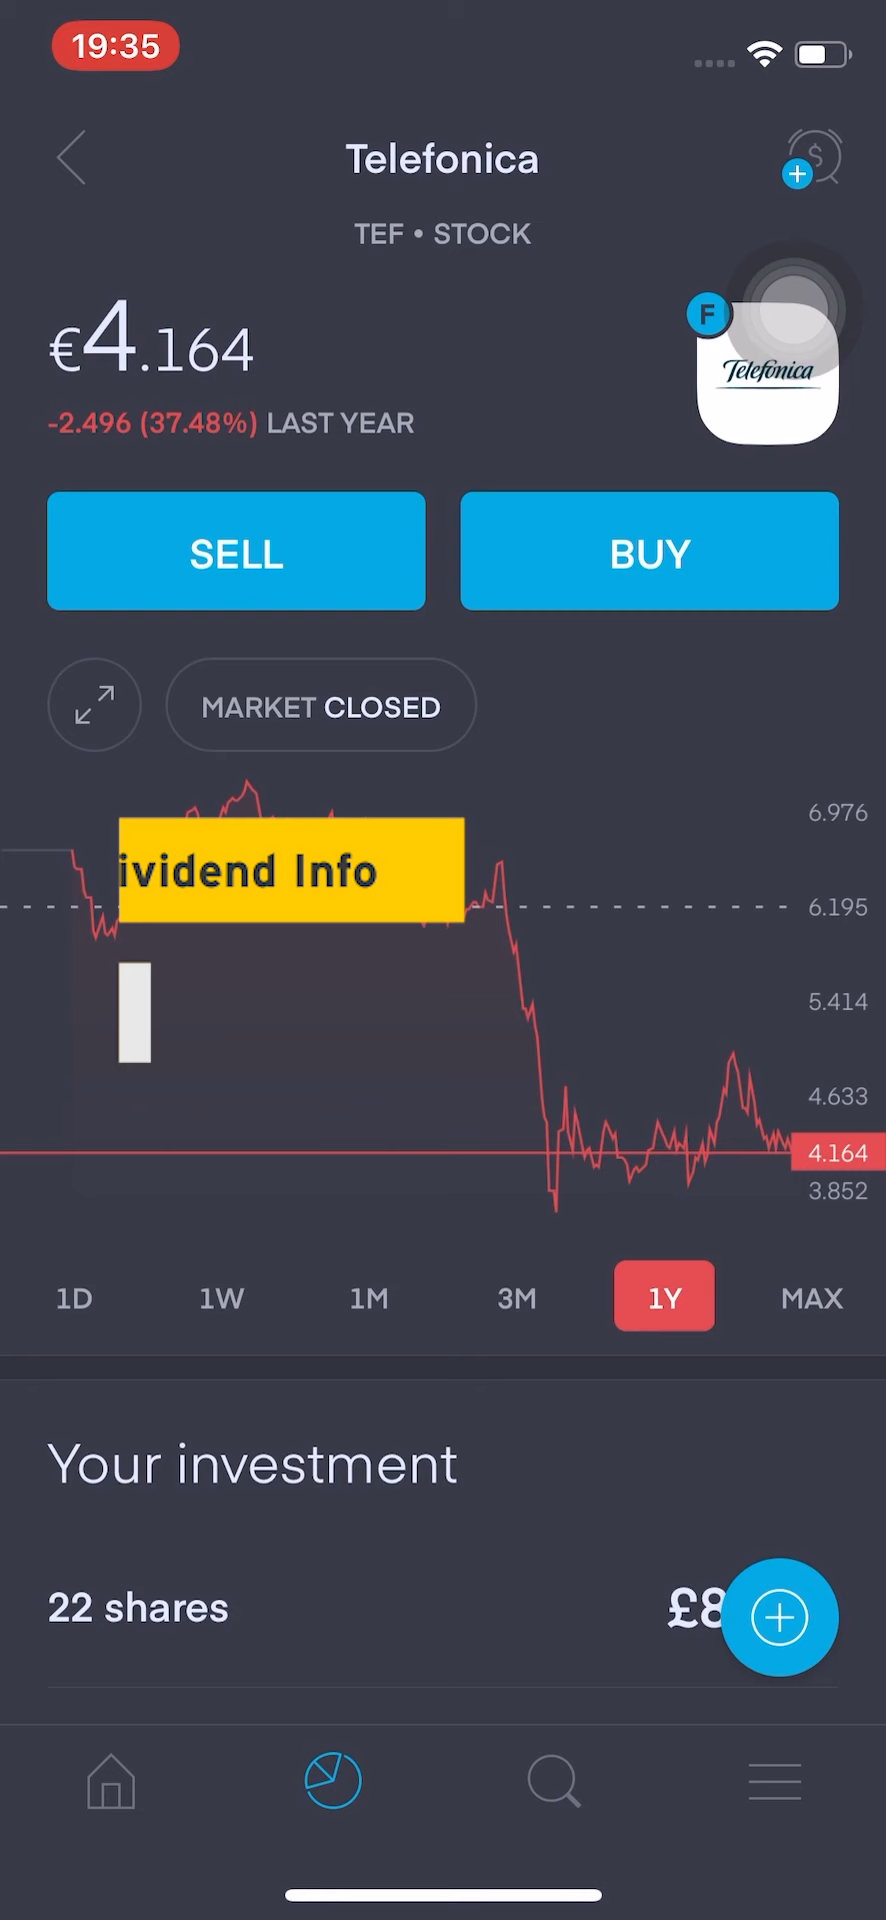 19:35
Telefonica
TEF • STOCK
€4.164
F
Telefonica
-2.496 (37.48%) LAST YEAR
SELL
BUY
MARKET CLOSED
6.976
ividend Info
6.195
5.414
4.633
4.164
3.852
1D
1W
1M
3M
1Y
MAX
Your investment
22 shares
£8